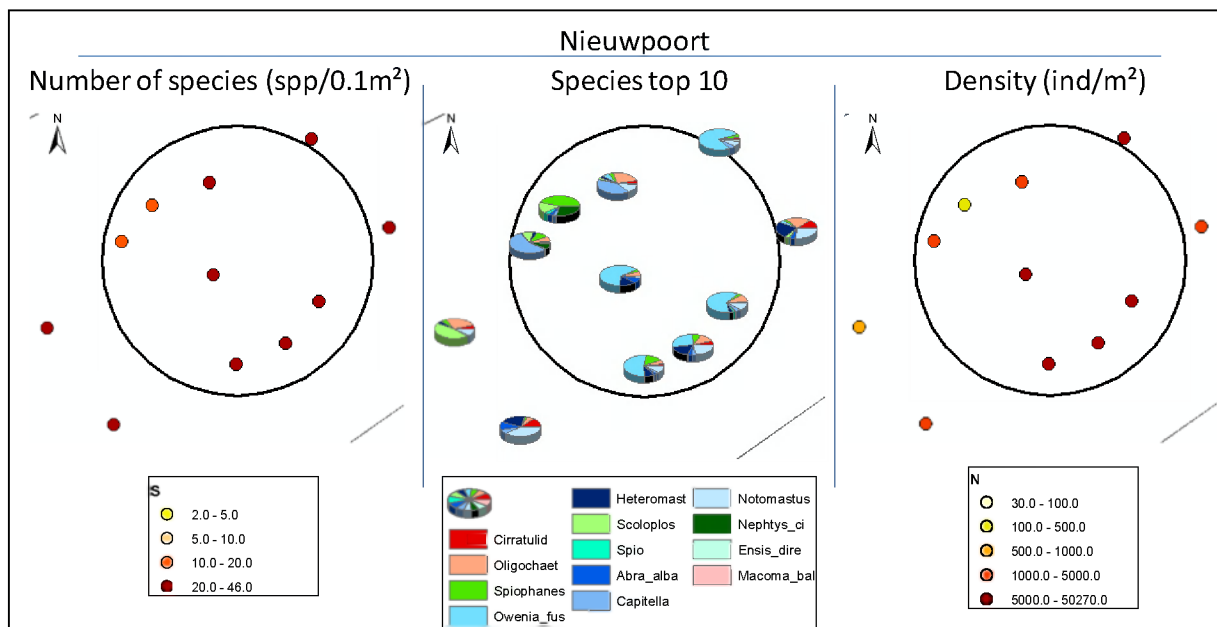 Nieuwpoort
Number of species (spp/0.1m²)
Species top 10
Density (ind/m²)
N
N
N
S
2.0 - 5.0
5.0 - 10.0
10.0 - 20.0
20.0 - 46.0
Cirratulid
Oligochaet
Spiophanes
Owenia_fus
Heteromast
Scoloplos
Spio
Abra_alba
Capitella
Notomastus
Nephtys_ci
Ensis_dire
Macoma_bal
N
30.0 - 100.0
100.0 - 500.0
500.0 - 1000.0
1000.0 - 5000.0
5000.0 - 50270.0